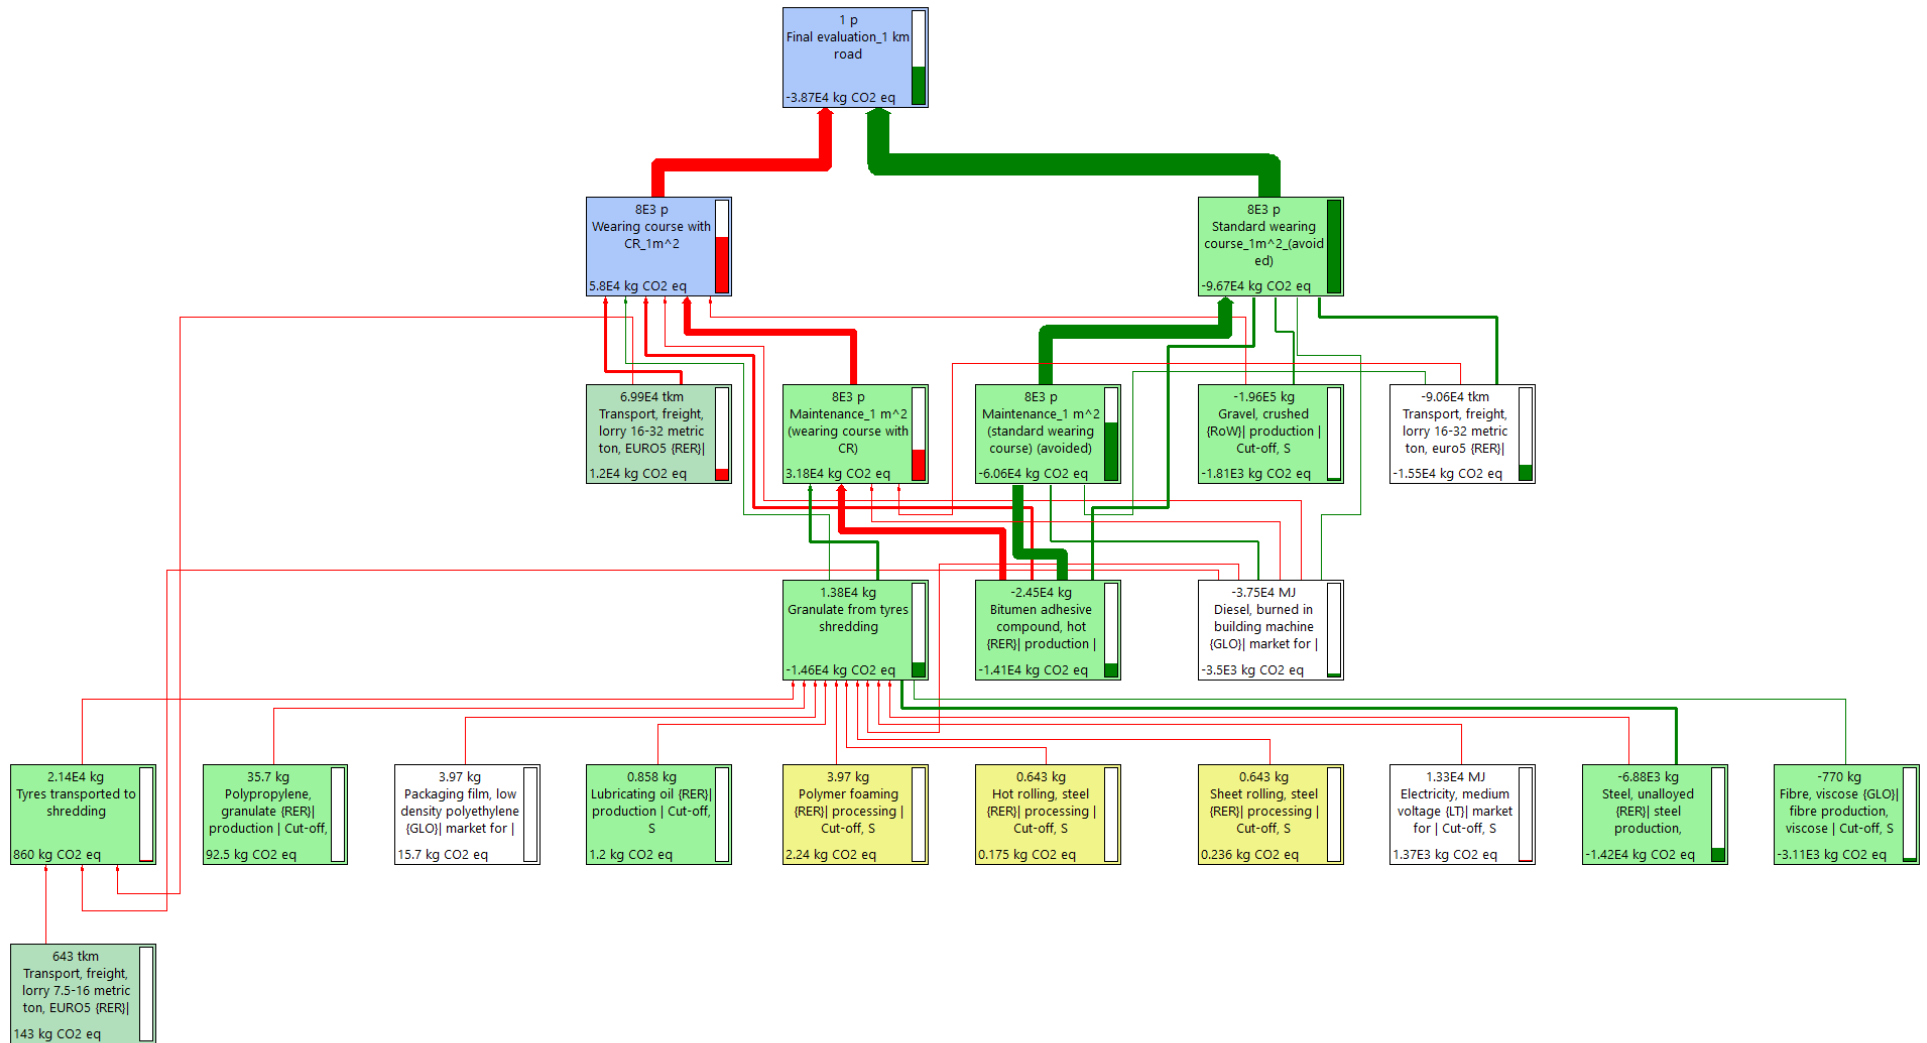 1 p
Final evaluation_1 km
road
-3.87E4 kg CO2 eq
8E3 p
Wearing course with
CR_1m^2
5.8E4 kg CO2 eq
8E3 p
Standard wearing
course_1m^2_(avoid
ed)
-9.67E4 kg CO2 eq
6.99E4 tkm
Transport, freight,
lorry 16-32 metric
ton, EURO5 {RER}|
1.2E4 kg CO2 eq
8E3 p
Maintenance_1 m^2
(wearing course with
CR)
3.18E4 kg CO2 eq
8E3 p
Maintenance_1 m^2
(standard wearing
course) (avoided)
-6.06E4 kg CO2 eq
-1.96E5 kg
Gravel, crushed
{RoW}| production |
Cut-off, S
-1.81E3 kg CO2 eq
-9.06E4 tkm
Transport, freight,
lorry 16-32 metric
ton, euro5 {RER}|
-1.55E4 kg CO2 eq
1.38E4 kg
Granulate from tyres
shredding
-1.46E4 kg CO2 eq
-2.45E4 kg
Bitumen adhesive
compound, hot
{RER}| production |
-1.41E4 kg CO2 eq
-3.75E4 MJ
Diesel, burned in
building machine
{GLO}| market for |
-3.5E3 kg CO2 eq
2.14E4 kg
Tyres transported to
shredding
860 kg CO2 eq
35.7 kg
Polypropylene,
granulate {RER}|
production | Cut-off,
92.5 kg CO2 eq
3.97 kg
Packaging film, low
density polyethylene
{GLO}| market for |
15.7 kg CO2 eq
0.858 kg
Lubricating oil {RER}|
production | Cut-off,
S
1.2 kg CO2 eq
3.97 kg
Polymer foaming
{RER}| processing |
Cut-off, S
2.24 kg CO2 eq
0.643 kg
Hot rolling, steel
{RER}| processing |
Cut-off, S
0.175 kg CO2 eq
0.643 kg
Sheet rolling, steel
{RER}| processing |
Cut-off, S
0.236 kg CO2 eq
1.33E4 MJ
Electricity, medium
voltage {LT}| market
for | Cut-off, S
1.37E3 kg CO2 eq
-6.88E3 kg
Steel, unalloyed
{RER}| steel
production,
-1.42E4 kg CO2 eq
-770 kg
Fibre, viscose {GLO}|
fibre production,
viscose | Cut-off, S
-3.11E3 kg CO2 eq
643 tkm
Transport, freight,
lorry 7.5-16 metric
ton, EURO5 {RER}|
143 kg CO2 eq